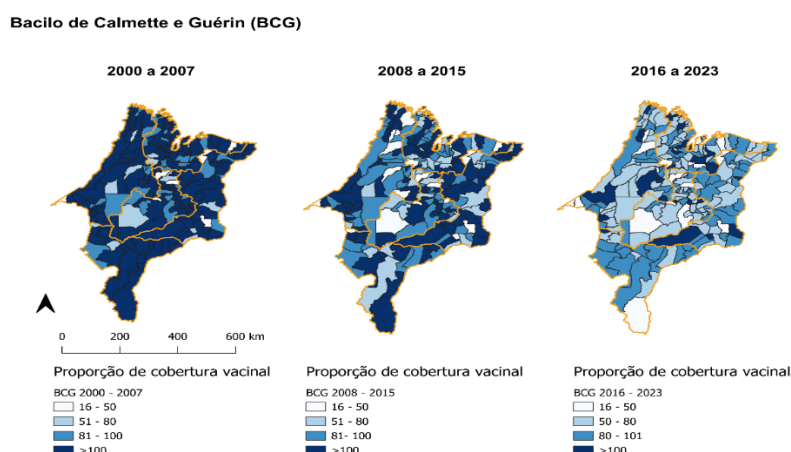 Bacilo de Calmette e Guérin (BCG)
2000 a 2007
2008 a 2015
2016 a 2023
0 200 400 600 km
Proporção de cobertura vacinal
BCG 2000 - 2007
16 - 50
51 - 80
81 - 100
>100
Proporção de cobertura vacinal
BCG 2008 - 2015
16 - 50
51 - 80
81- 100
>100
Proporção de cobertura vacinal
BCG 2016 - 2023
16 - 50
50 - 80
80 - 101
>100